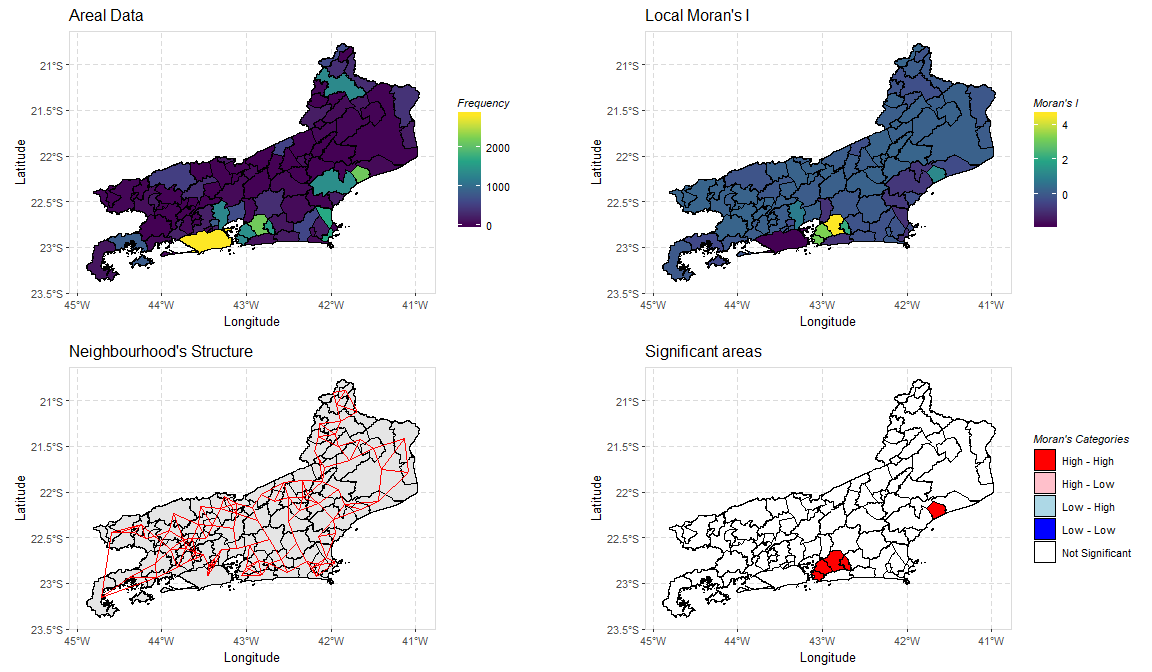 Areal Data
21°S
21.5°S
22°S
22.5°S
23°S
23.5°S
Latitude
45°W
44°W
43°W
42°W
41°W
Longitude
Frequency
2000
1000
0
Local Moran's I
21°S
21.5°S
22°S
22.5°S
23°S
23.5°S
Latitude
45°W
44°W
43°W
42°W
41°W
Longitude
Moran's I
4
2
0
Neighbourhood's Structure
21°S
21.5°S
22°S
22.5°S
23°S
23.5°S
Latitude
45°W
44°W
43°W
42°W
41°W
Longitude
Significant areas
21°S
21.5°S
22°S
22.5°S
23°S
23.5°S
Latitude
45°W
44°W
43°W
42°W
41°W
Longitude
Moran's Categories
High - High
High - Low
Low - High
Low - Low
Not Significant